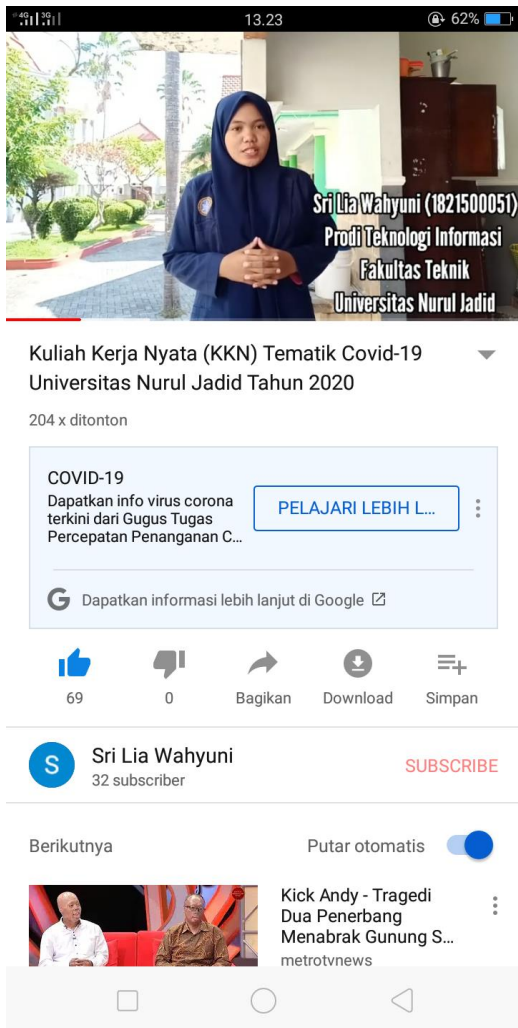 4G 3G
13.23
62%
Sri Lia Wahyuni (1821500051)
Prodi Teknologi Informasi
Fakultas Teknik
Universitas Nurul Jadid
Kuliah Kerja Nyata (KKN) Tematik Covid-19
Universitas Nurul Jadid Tahun 2020
204 x ditonton
COVID-19
Dapatkan info virus corona
terkini dari Gugus Tugas
Percepatan Penanganan C...
PELAJARI LEBIH L...
G Dapatkan informasi lebih lanjut di Google
69
0
Bagikan
Download
Simpan
S
Sri Lia Wahyuni
32 subscriber
SUBSCRIBE
Berikutnya
Putar otomatis
Kick Andy - Tragedi
Dua Penerbang
Menabrak Gunung S...
metrotvnews